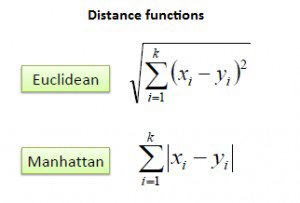 Distance functions
Euclidean √(∑_{i=1}^{k} (x_i − y_i)²)
Manhattan ∑_{i=1}^{k} |x_i − y_i|